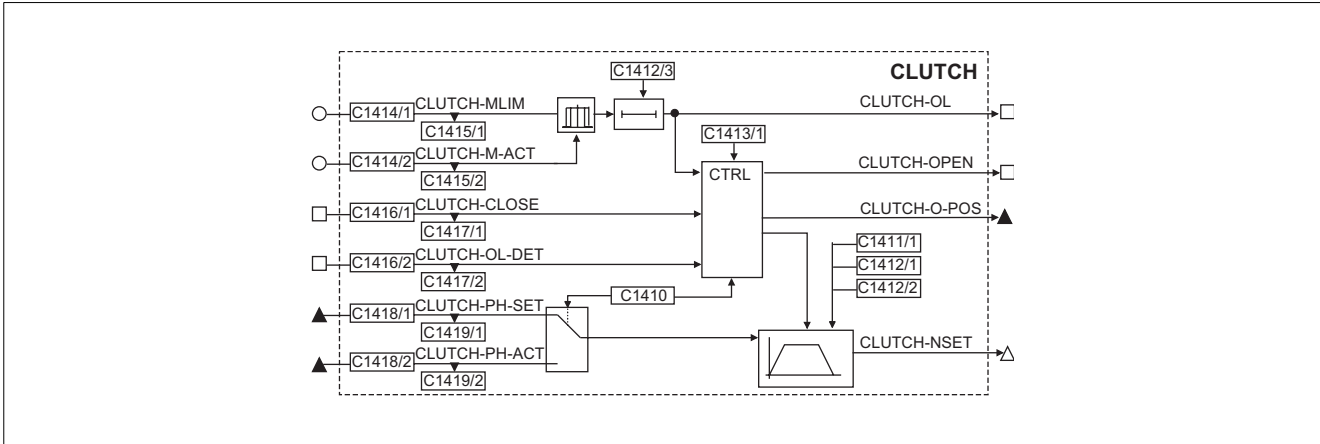 CLUTCH
C1412/3
C1414/1 CLUTCH-MLIM
C1415/1
CLUTCH-OL
C1413/1
C1414/2 CLUTCH-M-ACT
C1415/2
CTRL
CLUTCH-OPEN
C1416/1 CLUTCH-CLOSE
C1417/1
CLUTCH-O-POS
C1411/1
C1412/1
C1412/2
C1416/2 CLUTCH-OL-DET
C1417/2
C1410
C1418/1 CLUTCH-PH-SET
C1419/1
CLUTCH-NSET
C1418/2 CLUTCH-PH-ACT
C1419/2